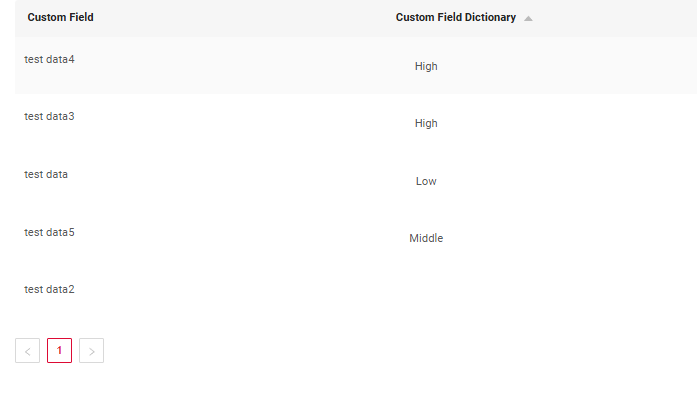 Custom Field Custom Field Dictionary
test data4 High
test data3 High
test data Low
test data5 Middle
test data2
< 1 >